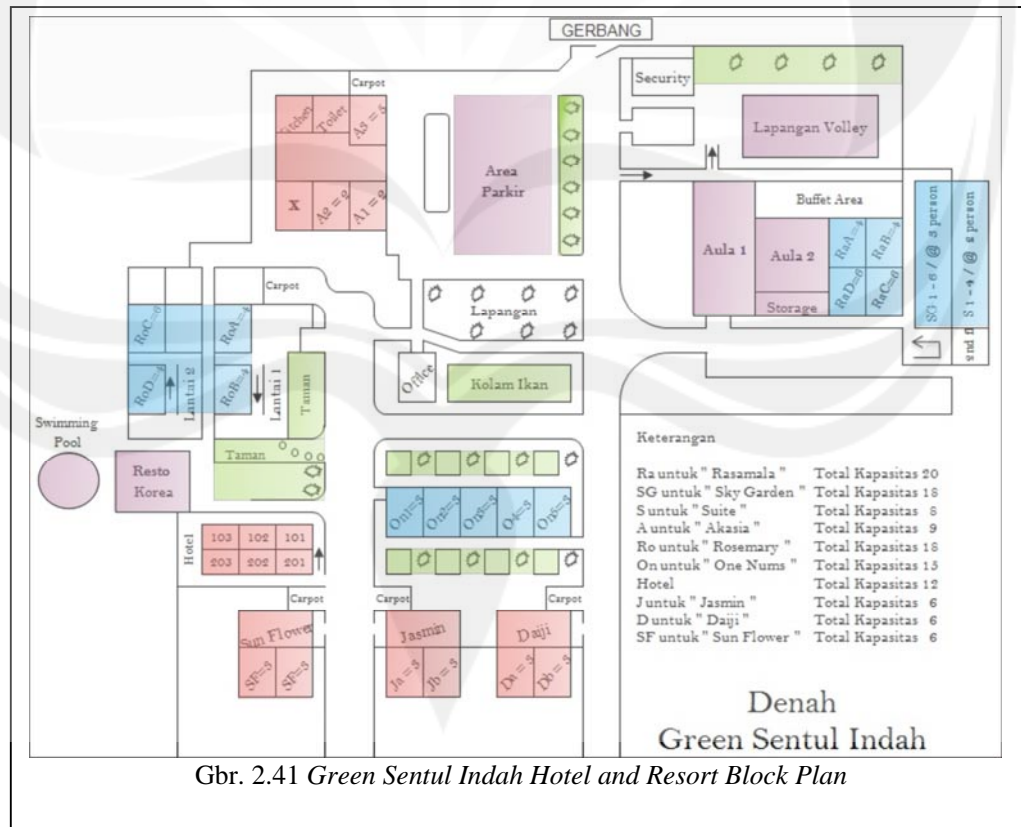 GERBANG
Security
Carpot
Kitchen
Toilet
A3 = 5
X
A2 = 2
A1 = 2
Area
Parkir
Lapangan Volley
Buffet Area
Aula 1
Aula 2
Storage
RaA=4
RaB=4
RaD=6
RaC=6
SG 1 - 6 / @ 3 person
S 1 - 4 / @ 2 person
2nd fl
Carpot
Lapangan
RoC=6
RoA=4
RoD=4
RoB=4
Lantai 2
Lantai 1
Taman
Office
Kolam Ikan
Swimming
Pool
Resto
Korea
Taman
On1=3
On2=3
On3=3
O4=3
On5=3
Hotel
103 102 101
203 202 201
Carpot
Carpot
Carpot
Sun Flower
SF=3
SF=3
Jasmin
Ja = 3
Jb = 3
Daiji
Da = 3
Db = 3
Keterangan
Ra untuk " Rasamala " Total Kapasitas 20
SG untuk " Sky Garden " Total Kapasitas 18
S untuk " Suite " Total Kapasitas 8
A untuk " Akasia " Total Kapasitas 9
Ro untuk " Rosemary " Total Kapasitas 18
On untuk " One Nums " Total Kapasitas 15
Hotel Total Kapasitas 12
J untuk " Jasmin " Total Kapasitas 6
D untuk " Daiji " Total Kapasitas 6
SF untuk " Sun Flower " Total Kapasitas 6
Denah
Green Sentul Indah
Gbr. 2.41 Green Sentul Indah Hotel and Resort Block Plan